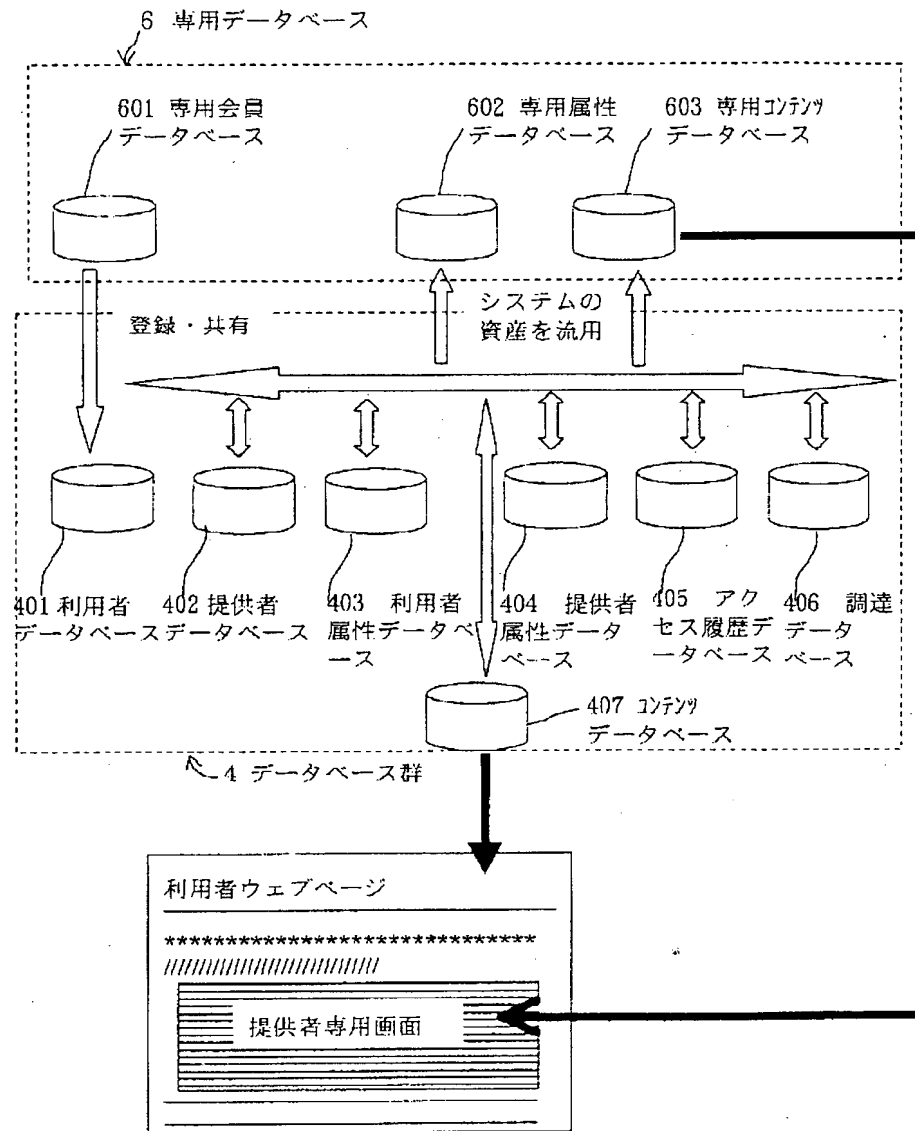 6 専用データベース
601 専用会員
データベース
602 専用属性
データベース
603 専用コンテンツ
データベース
登録・共有
システムの
資産を流用
401 利用者
データベース
402 提供者
データベース
403 利用者
属性データベ
ース
404 提供者
属性データ
ベース
405 アク
セス履歴デ
ータベース
406 調達
データ
ベース
407 コンテンツ
データベース
4 データベース群
利用者ウェブページ
******************************
///////////////////////////////
提供者専用画面